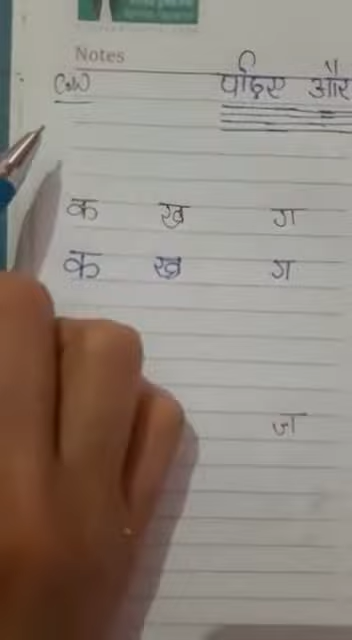 Notes
C.W पढ़िए और
क ख ग
क ख ग
ज